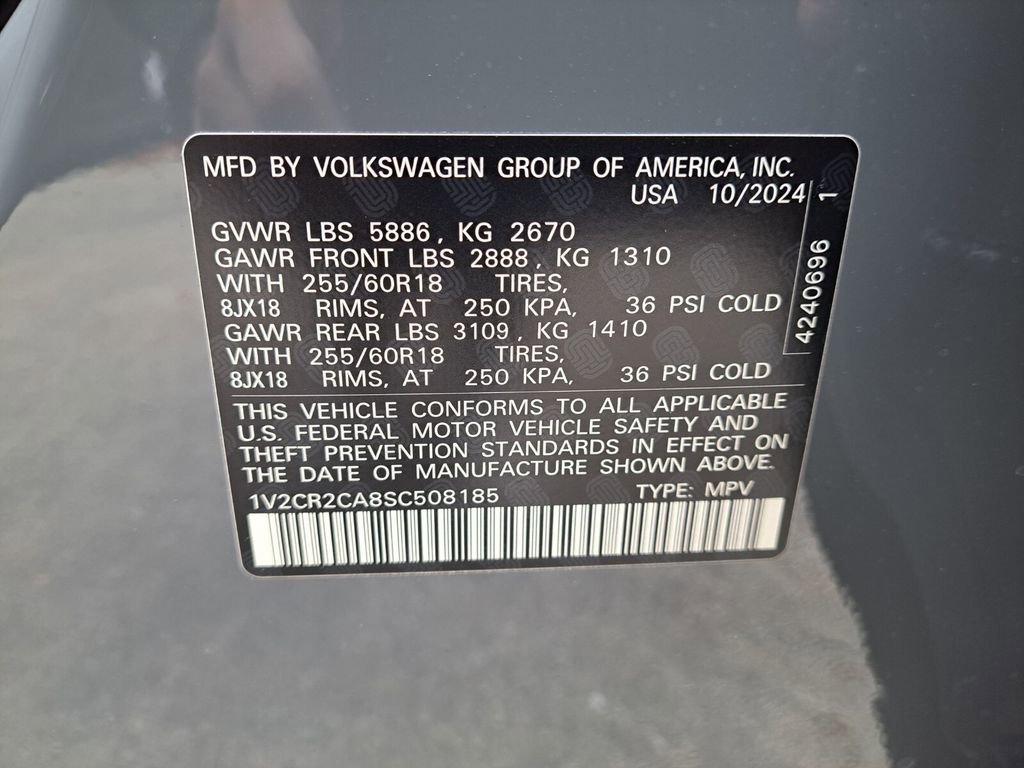 MFD BY VOLKSWAGEN GROUP OF AMERICA, INC.
USA 10/2024
GVWR LBS 5886, KG 2670
GAWR FRONT LBS 2888, KG 1310
WITH 255/60R18 TIRES,
8JX18 RIMS, AT 250 KPA, 36 PSI COLD
GAWR REAR LBS 3109, KG 1410
WITH 255/60R18 TIRES,
8JX18 RIMS, AT 250 KPA, 36 PSI COLD
4240696 1
THIS VEHICLE CONFORMS TO ALL APPLICABLE
U.S. FEDERAL MOTOR VEHICLE SAFETY AND
THEFT PREVENTION STANDARDS IN EFFECT ON
THE DATE OF MANUFACTURE SHOWN ABOVE.
1V2CR2CA8SC508185 TYPE: MPV